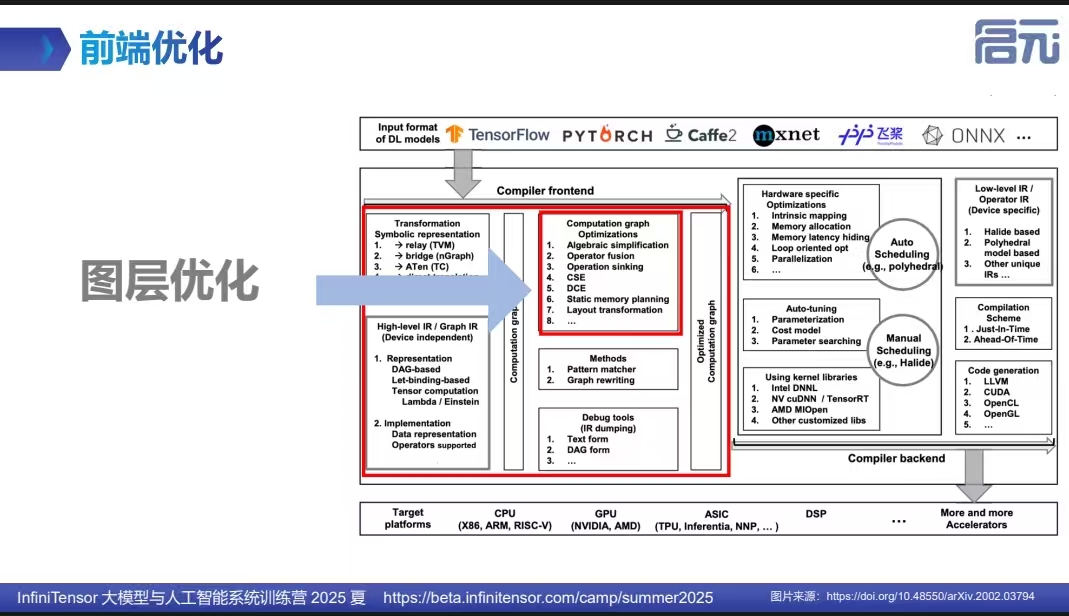 前端优化
启元
Input format
of DL models
TensorFlow
PYTORCH
Caffe2
mxnet
飞桨
ONNX ...
Compiler frontend
图层优化
Transformation
Symbolic representation
1. → relay (TVM)
2. → bridge (nGraph)
3. → ATen (TC)
High-level IR / Graph IR
(Device independent)
1. Representation
DAG-based
Let-binding-based
Tensor computation
Lambda / Einstein
2. Implementation
Data representation
Operators supported
Computation graph
Computation graph
Optimizations
1. Algebraic simplification
2. Operator fusion
3. Operation sinking
4. CSE
5. DCE
6. Static memory planning
7. Layout transformation
8. ...
Methods
1. Pattern matcher
2. Graph rewriting
Debug tools
(IR dumping)
1. Text form
2. DAG form
3. ...
Optimized
Computation graph
Hardware specific
Optimizations
1. Intrinsic mapping
2. Memory allocation
3. Memory latency hiding
4. Loop oriented opt
5. Parallelization
6. ...
Auto
Scheduling
(e.g., polyhedral)
Auto-tuning
1. Parameterization
2. Cost model
3. Parameter searching
Manual
Scheduling
(e.g., Halide)
Using kernel libraries
1. Intel DNNL
2. NV cuDNN / TensorRT
3. AMD MIOpen
4. Other customized libs
Low-level IR /
Operator IR
(Device specific)
1. Halide based
2. Polyhedral
model based
3. Other unique
IRs ...
Compilation
Scheme
1 . Just-In-Time
2. Ahead-Of-Time
Code generation
1. LLVM
2. CUDA
3. OpenCL
4. OpenGL
5. ...
Compiler backend
Target
platforms
CPU
(X86, ARM, RISC-V)
GPU
(NVIDIA, AMD)
ASIC
(TPU, Inferentia, NNP, ... )
DSP
...
More and more
Accelerators
InfiniTensor 大模型与人工智能系统训练营 2025 夏 https://beta.infinitensor.com/camp/summer2025
图片来源：https://doi.org/10.48550/arXiv.2002.03794